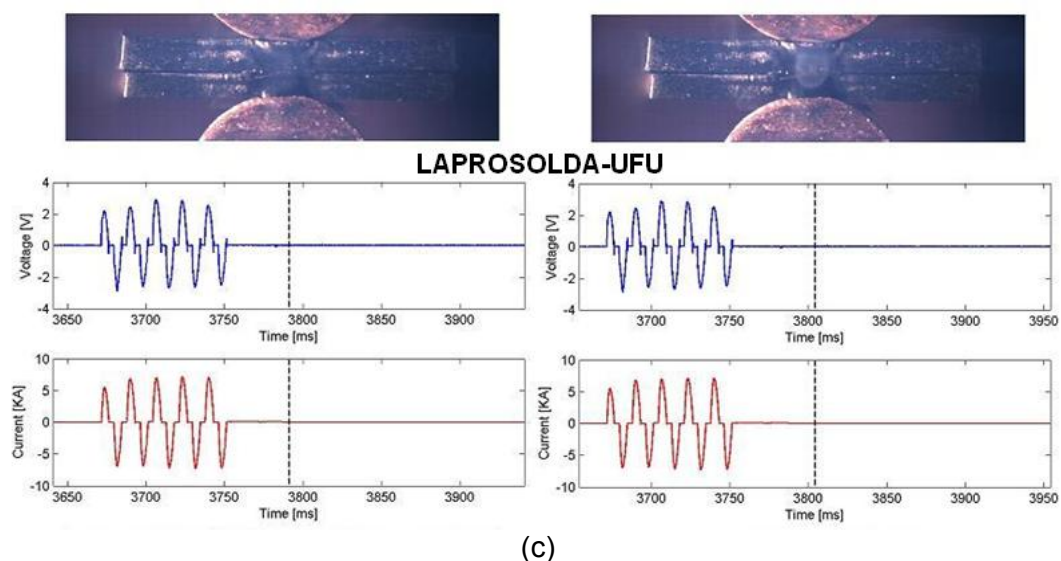 LAPROSOLDA-UFU
4
2
0
-2
-4
Voltage [V]
3650 3700 3750 3800 3850 3900
Time [ms]
4
2
0
-2
-4
Voltage [V]
3700 3750 3800 3850 3900 3950
Time [ms]
10
5
0
-5
-10
Current [KA]
3650 3700 3750 3800 3850 3900
Time [ms]
10
5
0
-5
-10
Current [KA]
3700 3750 3800 3850 3900 3950
Time [ms]
(c)